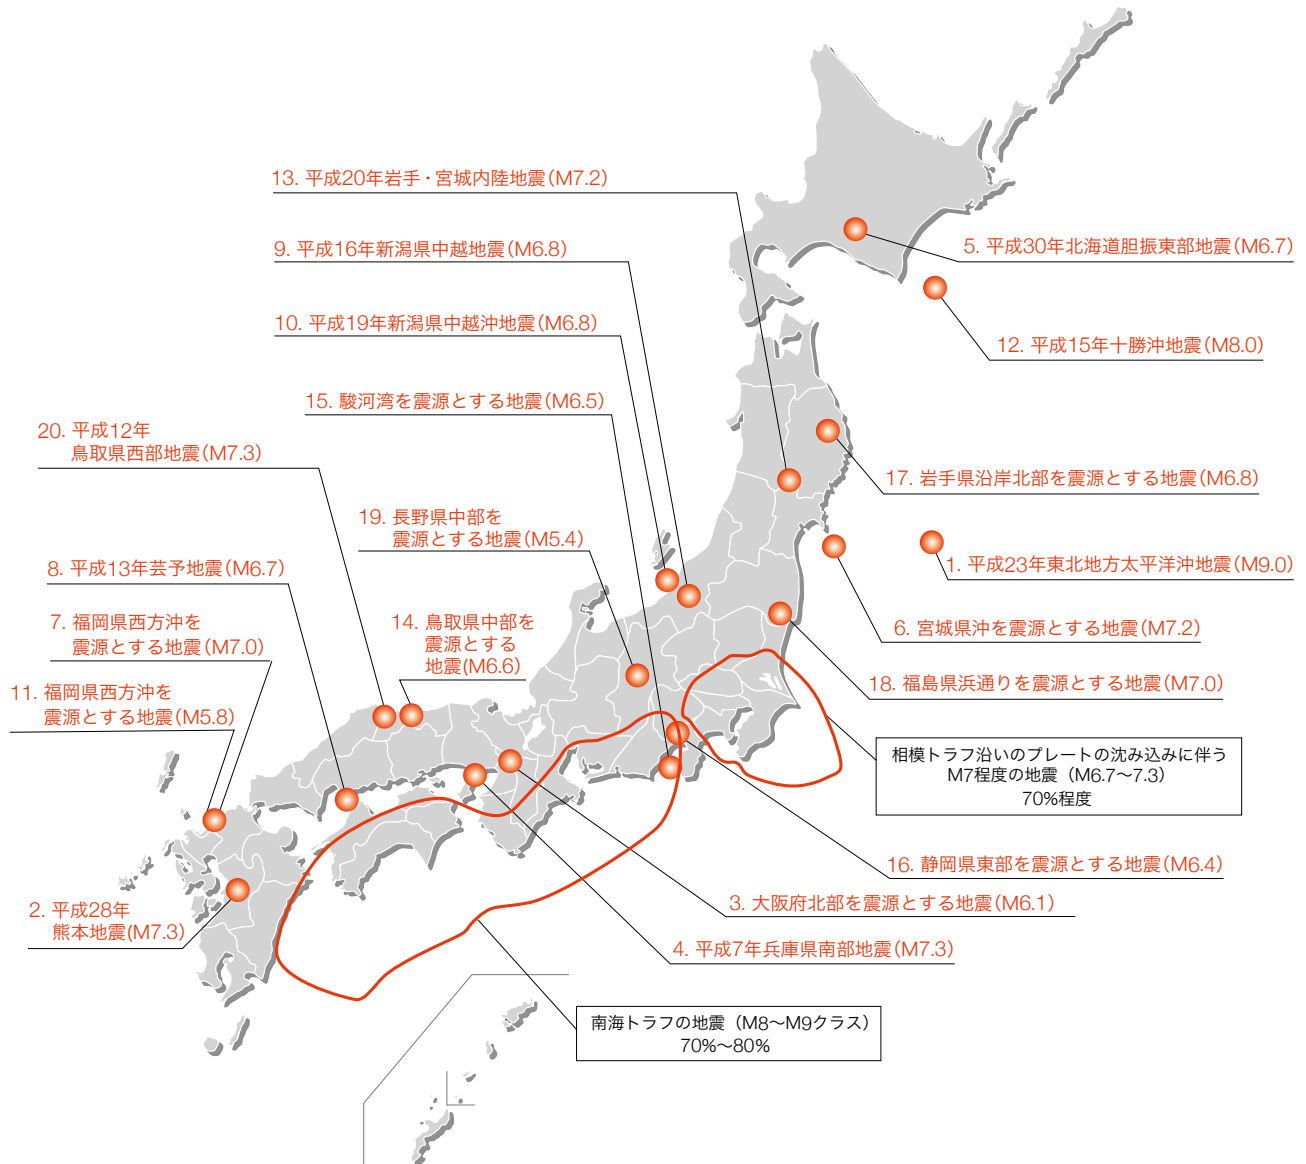 13. 平成20年岩手・宮城内陸地震(M7.2)
9. 平成16年新潟県中越地震(M6.8)
5. 平成30年北海道胆振東部地震(M6.7)
10. 平成19年新潟県中越沖地震(M6.8)
12. 平成15年十勝沖地震(M8.0)
15. 駿河湾を震源とする地震(M6.5)
20. 平成12年
鳥取県西部地震(M7.3)
17. 岩手県沿岸北部を震源とする地震(M6.8)
19. 長野県中部を
震源とする地震(M5.4)
8. 平成13年芸予地震(M6.7)
1. 平成23年東北地方太平洋沖地震(M9.0)
7. 福岡県西方沖を
震源とする地震(M7.0)
14. 鳥取県中部を
震源とする
地震(M6.6)
6. 宮城県沖を震源とする地震(M7.2)
11. 福岡県西方沖を
震源とする地震(M5.8)
18. 福島県浜通りを震源とする地震(M7.0)
相模トラフ沿いのプレートの沈み込みに伴う
M7程度の地震（M6.7〜7.3）
70%程度
16. 静岡県東部を震源とする地震(M6.4)
3. 大阪府北部を震源とする地震(M6.1)
2. 平成28年
熊本地震(M7.3)
4. 平成7年兵庫県南部地震(M7.3)
南海トラフの地震（M8〜M9クラス）
70%〜80%